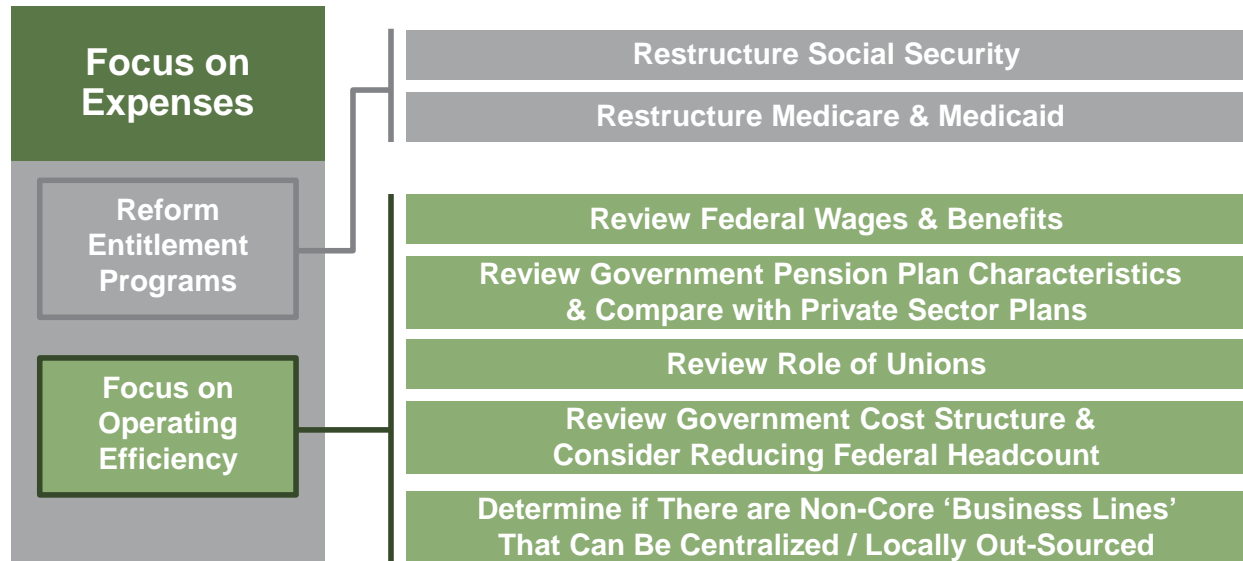 Focus on
Expenses
Restructure Social Security
Restructure Medicare & Medicaid
Reform
Entitlement
Programs
Review Federal Wages & Benefits
Review Government Pension Plan Characteristics
& Compare with Private Sector Plans
Review Role of Unions
Focus on
Operating
Efficiency
Review Government Cost Structure &
Consider Reducing Federal Headcount
Determine if There are Non-Core ‘Business Lines’
That Can Be Centralized / Locally Out-Sourced